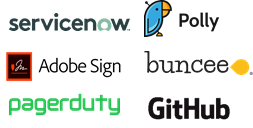 servicenow
Polly
Adobe Sign
buncee
pagerduty
GitHub